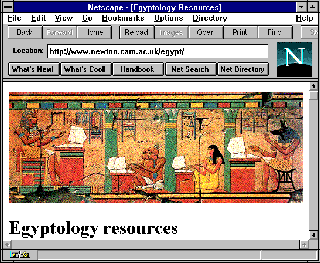 Netscape - [Egyptology Resources]
File Edit View Go Bookmarks Options Directory Help
Back Forward Home Reload Images Open Print Find
Location: http://www.newton.cam.ac.uk/egypt/
N
What's New! What's Cool! Handbook Net Search Net Directory
Egyptology resources